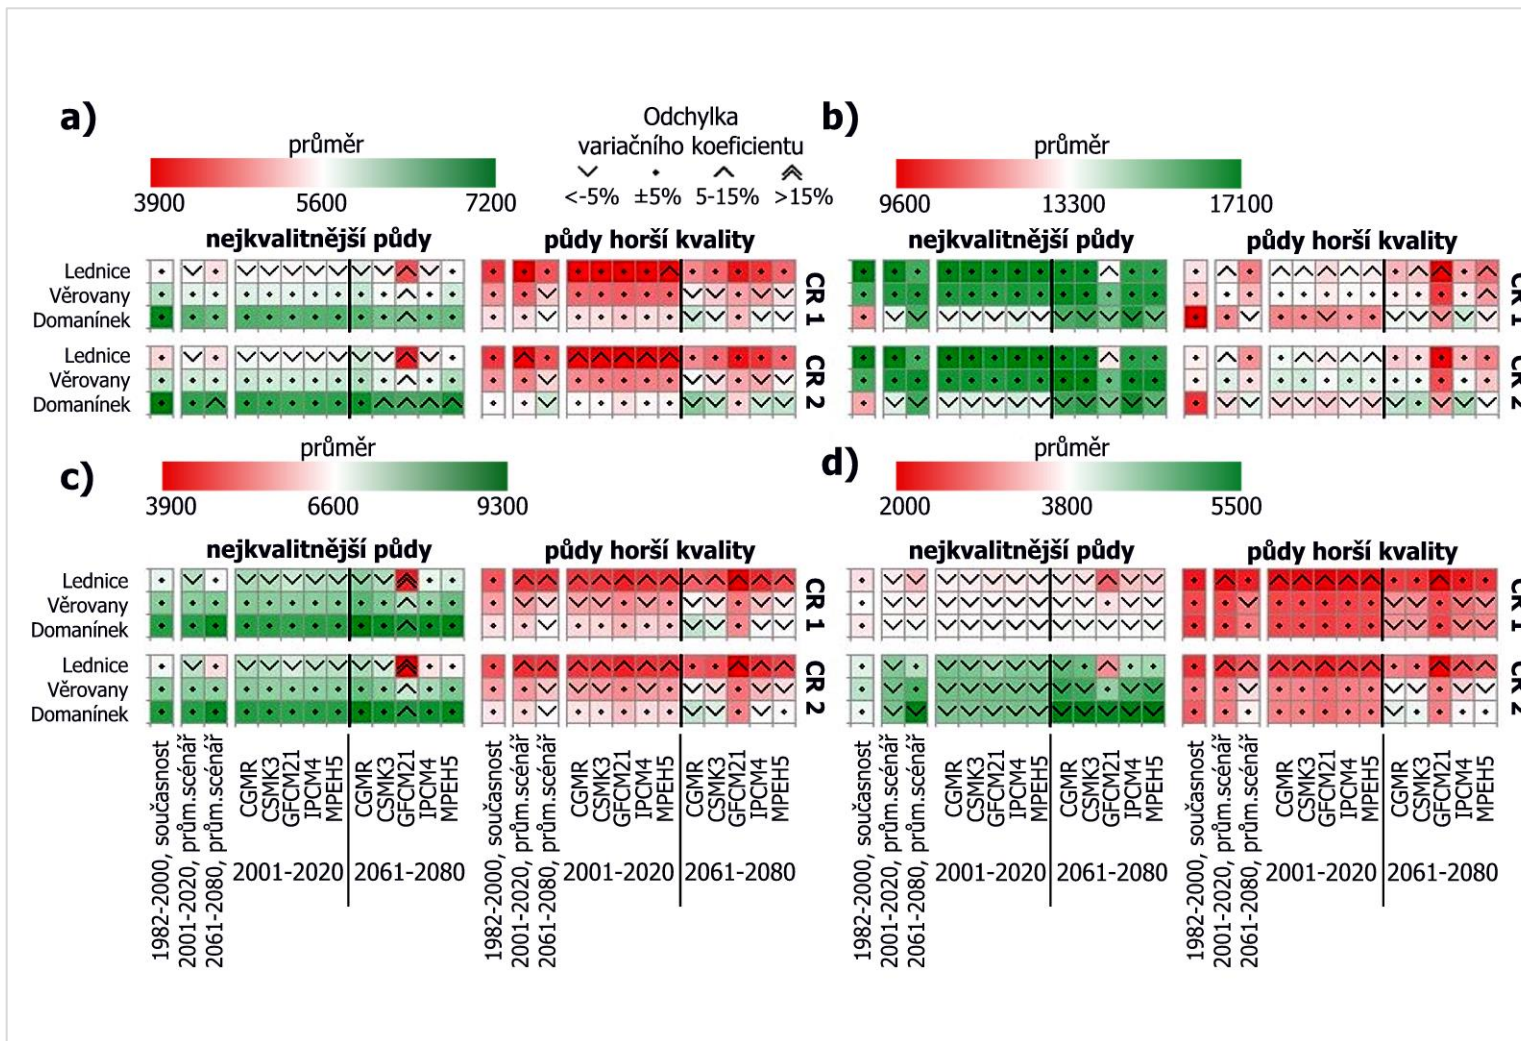 a)
průměr
3900 5600 7200
Odchylka
variačního koeficientu
<-5% ±5% 5-15% >15%
b)
průměr
9600 13300 17100
nejkvalitnější půdy půdy horší kvality
Lednice
Věrovany
Domanínek
CR 1
Lednice
Věrovany
Domanínek
CR 2
nejkvalitnější půdy půdy horší kvality
CR 1
CR 2
c)
průměr
3900 6600 9300
d)
průměr
2000 3800 5500
nejkvalitnější půdy půdy horší kvality
Lednice
Věrovany
Domanínek
CR 1
Lednice
Věrovany
Domanínek
CR 2
nejkvalitnější půdy půdy horší kvality
CR 1
CR 2
1982-2000, současnost
2001-2020, prům.scénář
2061-2080, prům.scénář
CGMR
CSMK3
GFCM21
IPCM4
MPEH5
CGMR
CSMK3
GFCM21
IPCM4
MPEH5
2001-2020 2061-2080
1982-2000, současnost
2001-2020, prům.scénář
2061-2080, prům.scénář
CGMR
CSMK3
GFCM21
IPCM4
MPEH5
CGMR
CSMK3
GFCM21
IPCM4
MPEH5
2001-2020 2061-2080
1982-2000, současnost
2001-2020, prům.scénář
2061-2080, prům.scénář
CGMR
CSMK3
GFCM21
IPCM4
MPEH5
CGMR
CSMK3
GFCM21
IPCM4
MPEH5
2001-2020 2061-2080
1982-2000, současnost
2001-2020, prům.scénář
2061-2080, prům.scénář
CGMR
CSMK3
GFCM21
IPCM4
MPEH5
CGMR
CSMK3
GFCM21
IPCM4
MPEH5
2001-2020 2061-2080